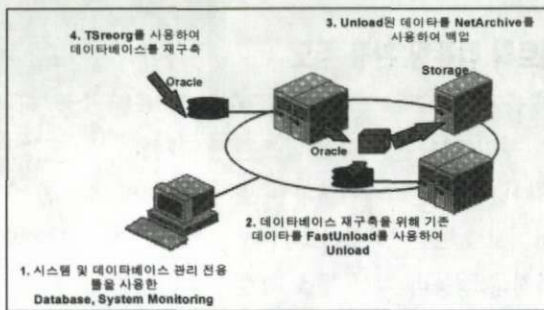 4. TSreorg를 사용하여
데이타베이스를 재구축
3. Unload된 데이타를 NetArchive를
사용하여 백업
Storage
Oracle
Oracle
2. 데이타베이스 재구축을 위해 기존
데이타를 FastUnload를 사용하여
Unload
1. 시스템 및 데이타베이스 관리 전용
툴을 사용한
Database, System Monitoring